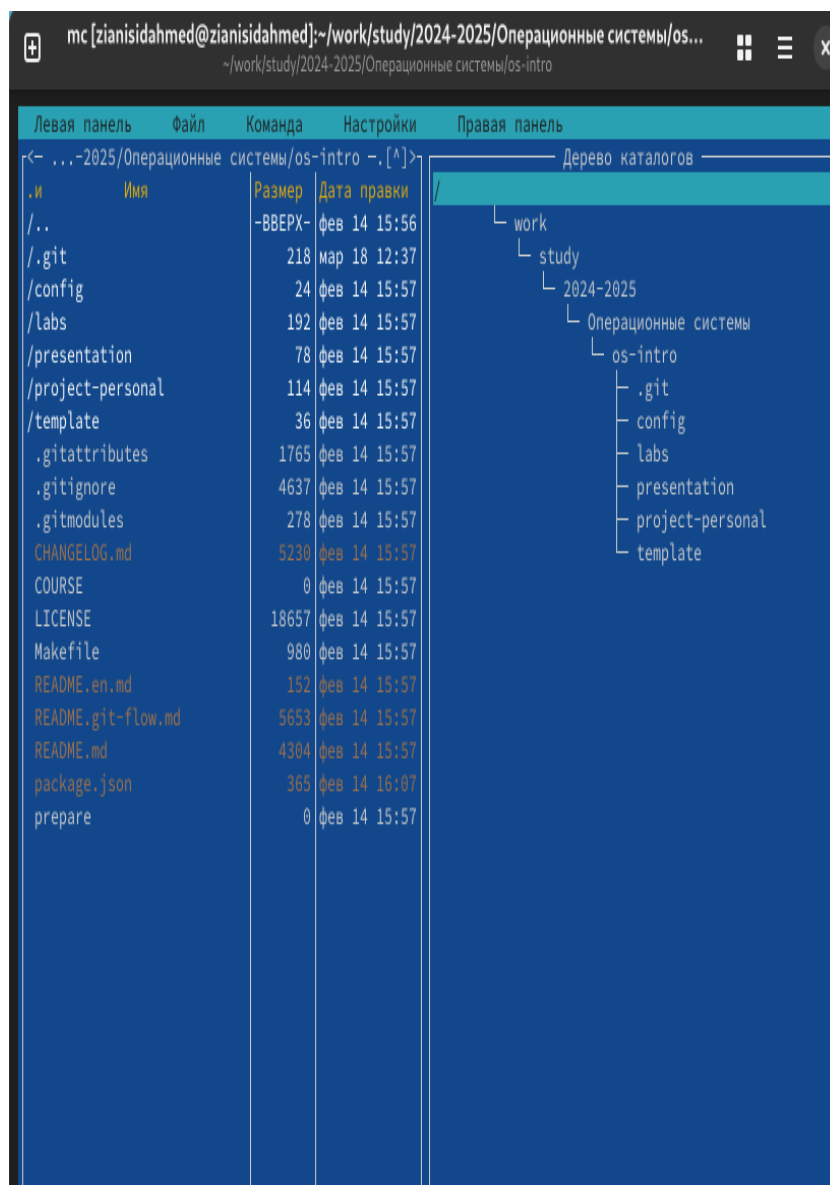 mc [zianisidahmed@zianisidahmed]:~/work/study/2024-2025/Операционные системы/os...
~/work/study/2024-2025/Операционные системы/os-intro
Левая панель Файл Команда Настройки Правая панель
<- ...-2025/Операционные системы/os-intro -.[^]>
.и Имя Размер Дата правки
/.. -ВВЕРХ- фев 14 15:56
/.git 218 мар 18 12:37
/config 24 фев 14 15:57
/labs 192 фев 14 15:57
/presentation 78 фев 14 15:57
/project-personal 114 фев 14 15:57
/template 36 фев 14 15:57
.gitattributes 1765 фев 14 15:57
.gitignore 4637 фев 14 15:57
.gitmodules 278 фев 14 15:57
CHANGELOG.md 5230 фев 14 15:57
COURSE 0 фев 14 15:57
LICENSE 18657 фев 14 15:57
Makefile 980 фев 14 15:57
README.en.md 152 фев 14 15:57
README.git-flow.md 5653 фев 14 15:57
README.md 4304 фев 14 15:57
package.json 365 фев 14 16:07
prepare 0 фев 14 15:57
Дерево каталогов
/
work
study
2024-2025
Операционные системы
os-intro
.git
config
labs
presentation
project-personal
template